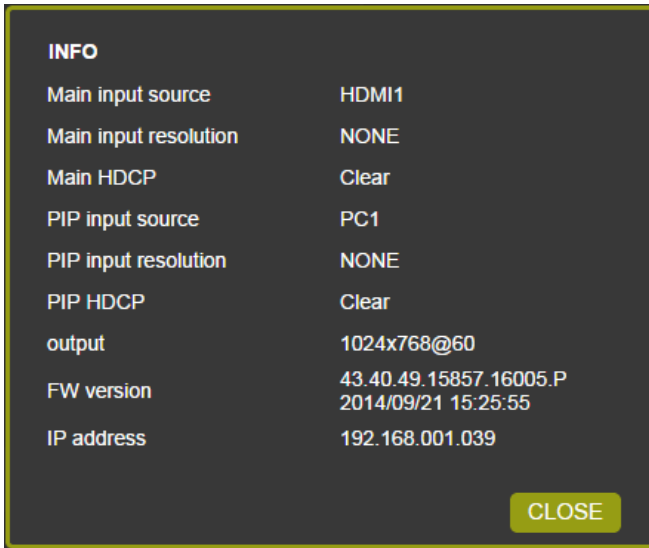 INFO
Main input source HDMI1
Main input resolution NONE
Main HDCP Clear
PIP input source PC1
PIP input resolution NONE
PIP HDCP Clear
output 1024x768@60
FW version 43.40.49.15857.16005.P
2014/09/21 15:25:55
IP address 192.168.001.039
CLOSE